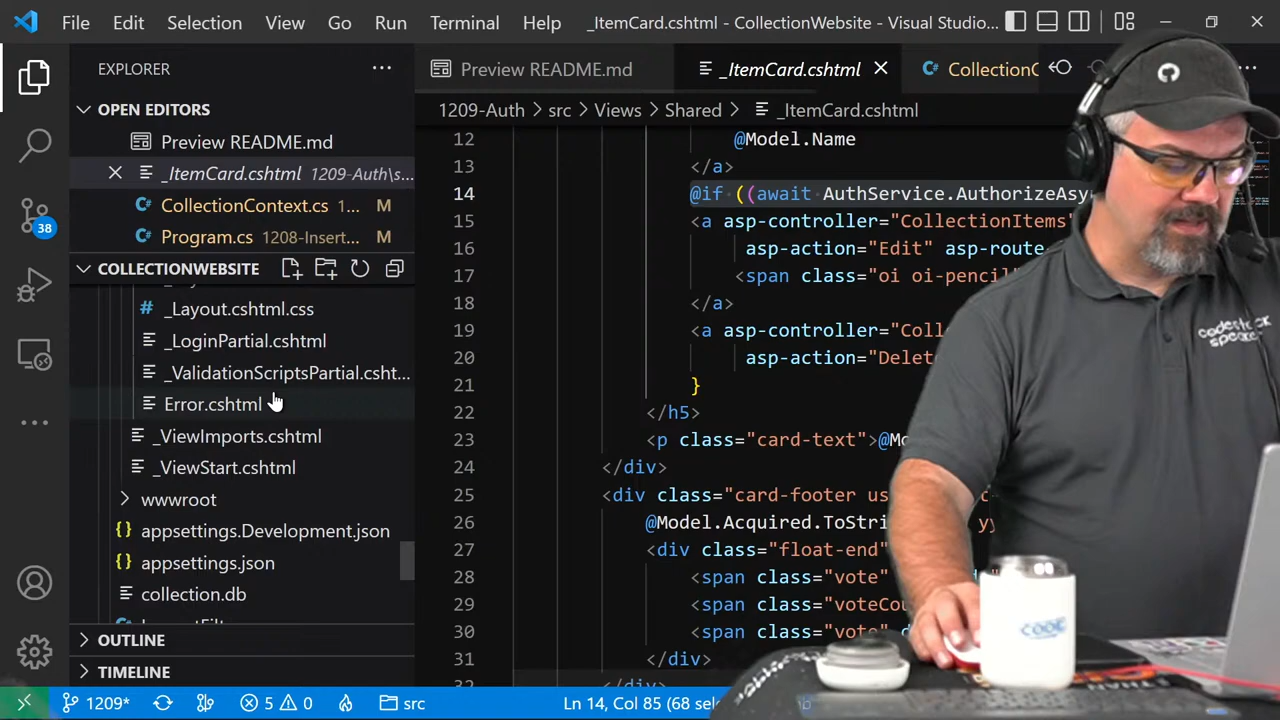 File Edit Selection View Go Run Terminal Help _ItemCard.cshtml - CollectionWebsite - Visual Studio...
EXPLORER
OPEN EDITORS
Preview README.md
_ItemCard.cshtml 1209-Auth\s...
CollectionContext.cs 1... M
Program.cs 1208-Insert... M
COLLECTIONWEBSITE
_Layout.cshtml.css
_LoginPartial.cshtml
_ValidationScriptsPartial.csht...
Error.cshtml
_ViewImports.cshtml
_ViewStart.cshtml
wwwroot
appsettings.Development.json
appsettings.json
collection.db
OUTLINE
TIMELINE
Preview README.md _ItemCard.cshtml
1209-Auth > src > Views > Shared > _ItemCard.cshtml
12 @Model.Name
13 </a>
14 @if ((await AuthService.AuthorizeAsy
15 <a asp-controller="CollectionItems"
16 asp-action="Edit" asp-route
17 <span class="oi oi-pencil
18 </a>
19 <a asp-controller="Coll
20 asp-action="Delet
21 }
22 </h5>
23 <p class="card-text">@Mo
24 </div>
25 <div class="card-footer us
26 @Model.Acquired.ToStri
27 <div class="float-end"
28 <span class="vote"
29 <span class="voteCou
30 <span class="vote" d
31 </div>
38
1209* 5 0 src Ln 14, Col 85 (68 sele
codestock
speaker